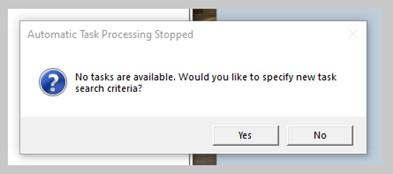 Automatic Task Processing Stopped
No tasks are available. Would you like to specify new task
search criteria?
Yes
No